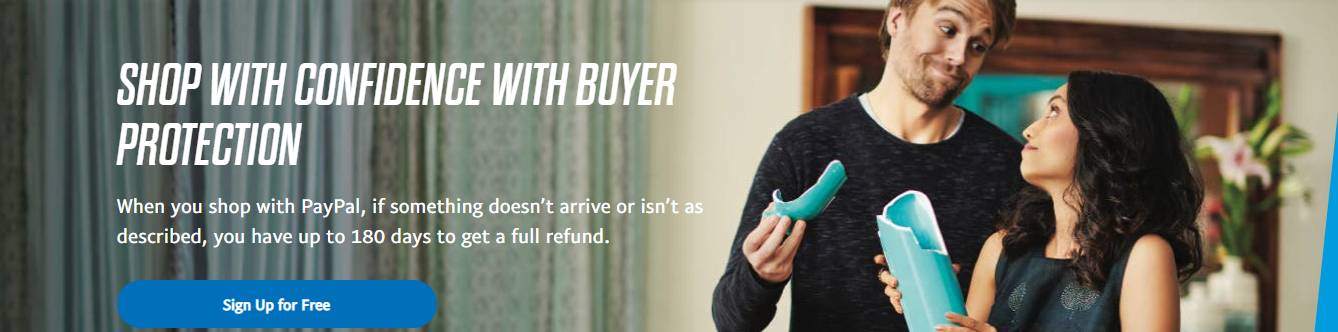 SHOP WITH CONFIDENCE WITH BUYER
PROTECTION
When you shop with PayPal, if something doesn't arrive or isn't as
described, you have up to 180 days to get a full refund.
Sign Up for Free